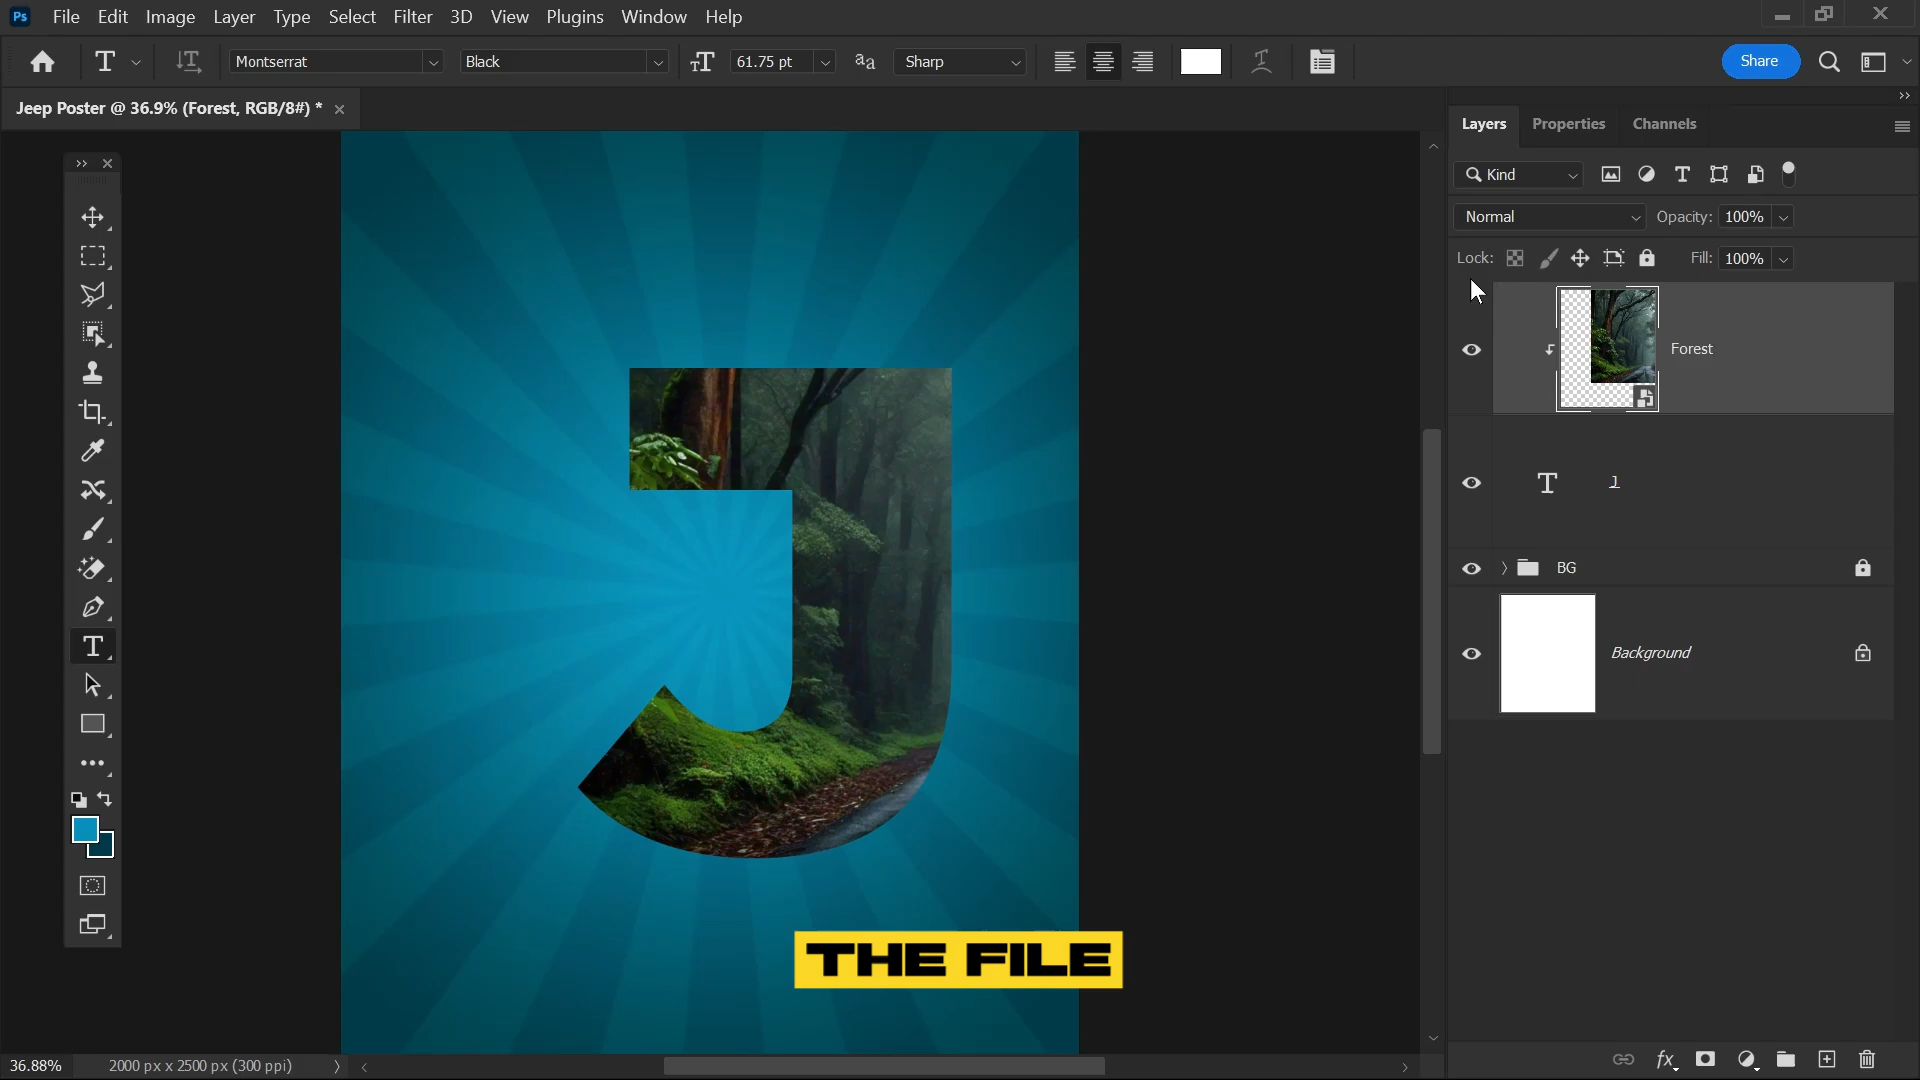 Ps File Edit Image Layer Type Select Filter 3D View Plugins Window Help
T Montserrat Black 61.75 pt aa Sharp Share
Jeep Poster @ 36.9% (Forest, RGB/8#) *
Layers Properties Channels
Kind
Normal Opacity: 100%
Lock: Fill: 100%
Forest
T J
BG
Background
THE FILE
36.88% 2000 px x 2500 px (300 ppi)
fx